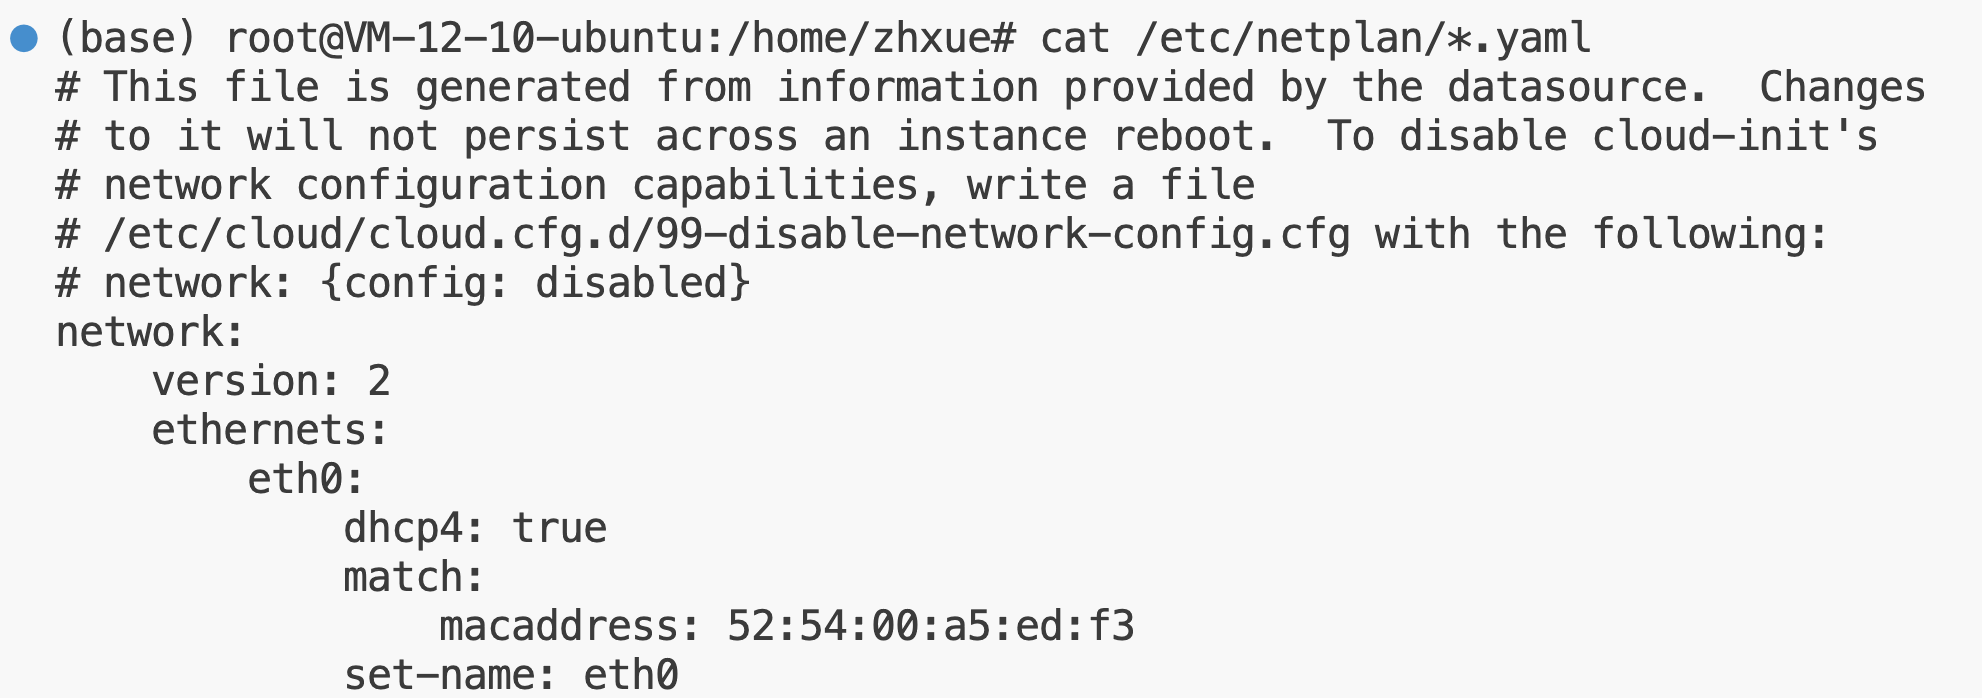 (base) root@VM-12-10-ubuntu:/home/zhxue# cat /etc/netplan/*.yaml
# This file is generated from information provided by the datasource.  Changes
# to it will not persist across an instance reboot.  To disable cloud-init's
# network configuration capabilities, write a file
# /etc/cloud/cloud.cfg.d/99-disable-network-config.cfg with the following:
# network: {config: disabled}
network:
    version: 2
    ethernets:
        eth0:
            dhcp4: true
            match:
                macaddress: 52:54:00:a5:ed:f3
            set-name: eth0